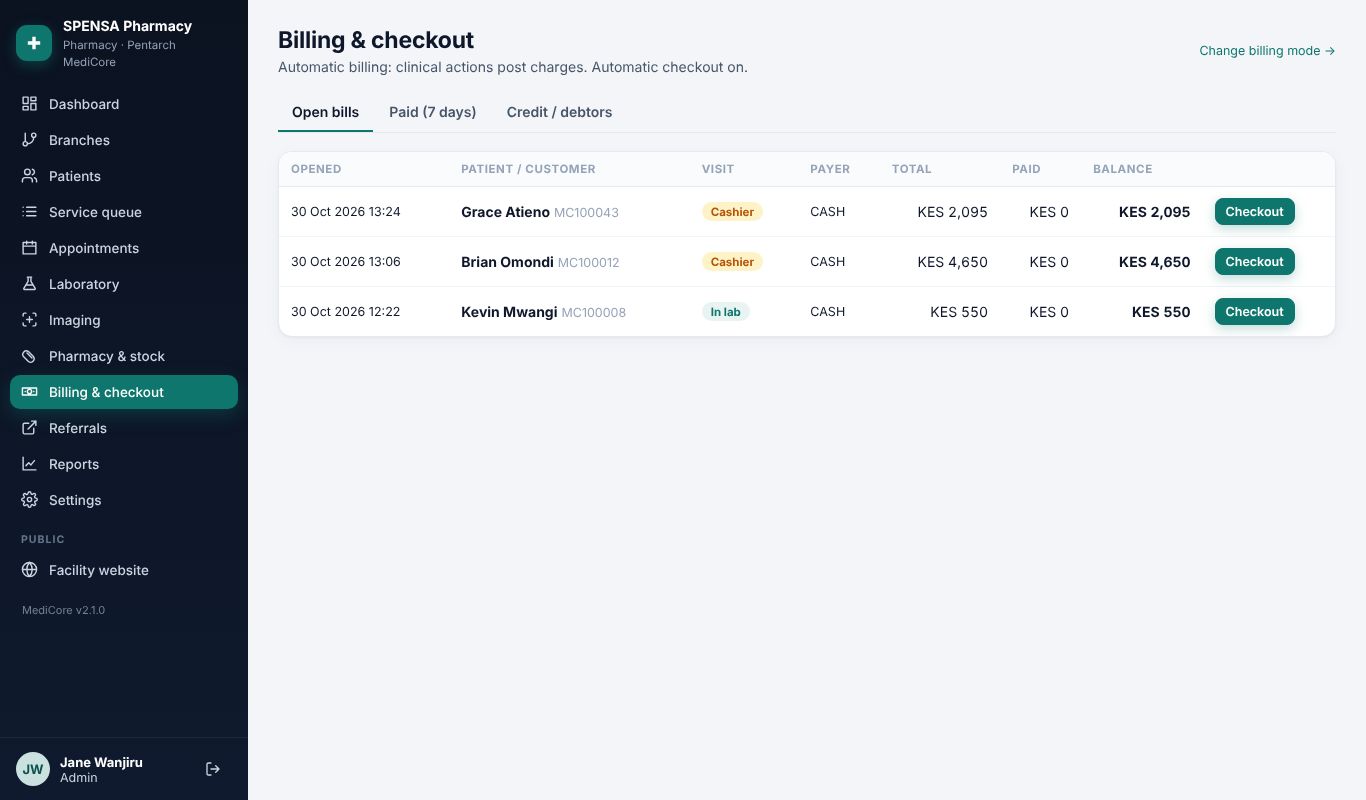 SPENSA Pharmacy
Pharmacy · Pentarch
MediCore
Dashboard
Branches
Patients
Service queue
Appointments
Laboratory
Imaging
Pharmacy & stock
Billing & checkout
Referrals
Reports
Settings
PUBLIC
Facility website
MediCore v2.1.0
JW
Jane Wanjiru
Admin
Billing & checkout
Automatic billing: clinical actions post charges. Automatic checkout on.
Change billing mode →
Open bills Paid (7 days) Credit / debtors
OPENED PATIENT / CUSTOMER VISIT PAYER TOTAL PAID BALANCE
30 Oct 2026 13:24 Grace Atieno MC100043 Cashier CASH KES 2,095 KES 0 KES 2,095 Checkout
30 Oct 2026 13:06 Brian Omondi MC100012 Cashier CASH KES 4,650 KES 0 KES 4,650 Checkout
30 Oct 2026 12:22 Kevin Mwangi MC100008 In lab CASH KES 550 KES 0 KES 550 Checkout